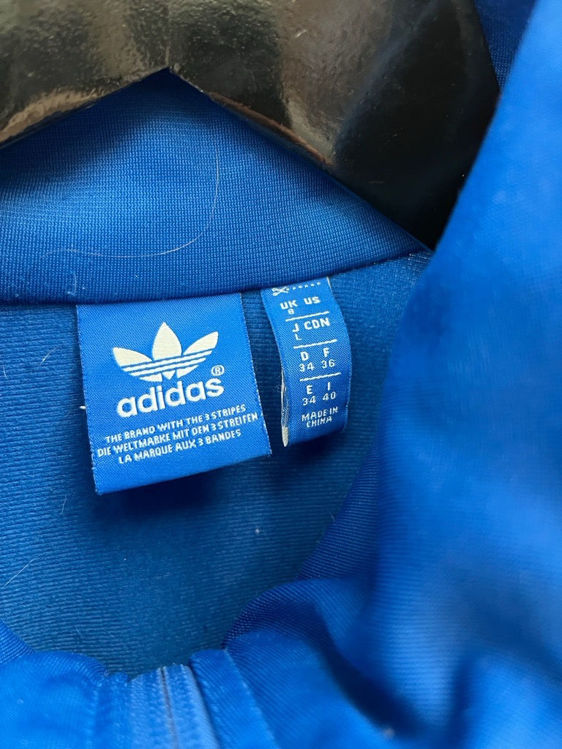 ®
adidas
THE BRAND WITH THE 3 STRIPES
DIE WELTMARKE MIT DEN 3 STREIFEN
LA MARQUE AUX 3 BANDES
UK US
8
J CDN
L
D F
34 36
E I
34 40
MADE IN
CHINA